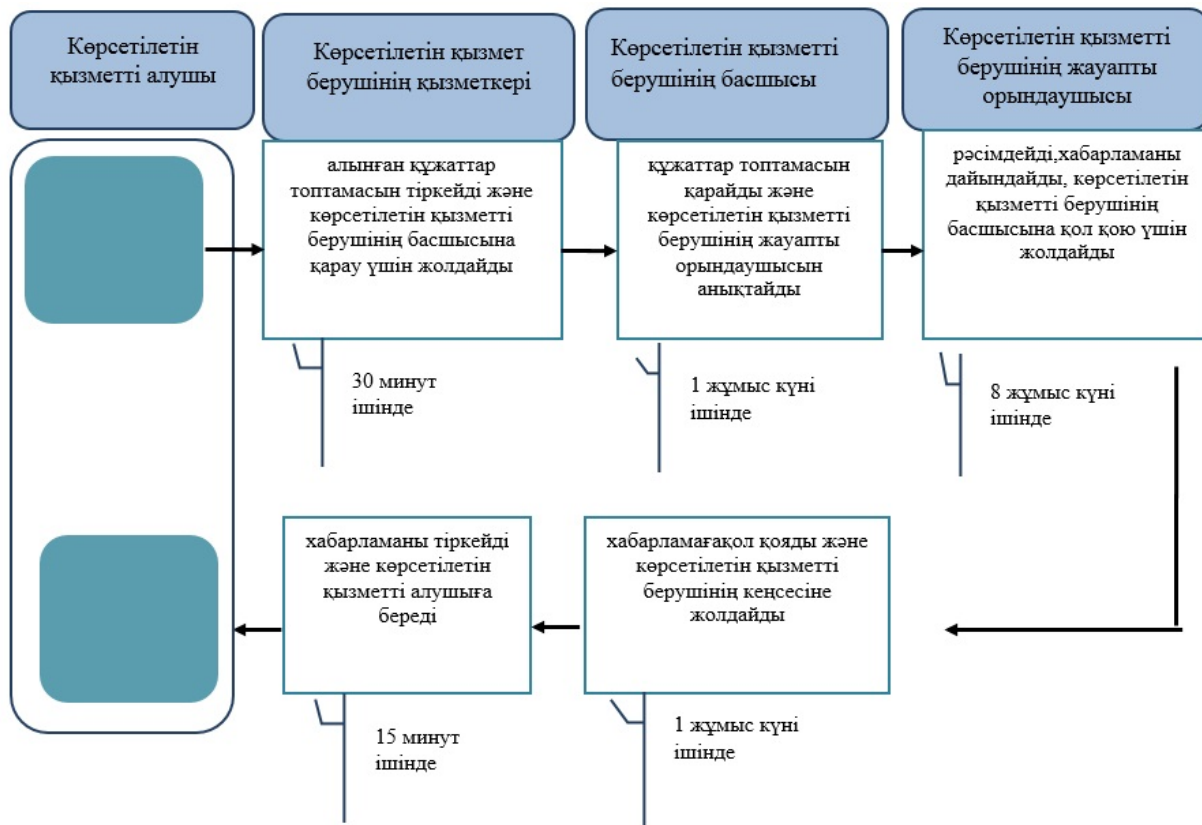 Көрсетілетін
қызметті алушы
Көрсетілетін қызмет
берушінің қызметкері
Көрсетілетін қызметті
берушінің басшысы
Көрсетілетін қызметті
берушінің жауапты
орындаушысы
алынған құжаттар
топтамасын тіркейді және
көрсетілетін қызметті
берушінің басшысына
қарау үшін жолдайды
құжаттар топтамасын
қарайды және
көрсетілетін қызметті
берушінің жауапты
орындаушысын
анықтайды
рәсімдейді,хабарламаны
дайындайды, көрсетілетін
қызметті берушінің
басшысына қол қою үшін
жолдайды
30 минут
ішінде
1 жұмыс күні
ішінде
8 жұмыс күні
ішінде
хабарламаны тіркейді
және көрсетілетін
қызметті алушыға
береді
хабарламағақол қояды және
көрсетілетін қызметті
берушінің кеңсесіне
жолдайды
15 минут
ішінде
1 жұмыс күні
ішінде